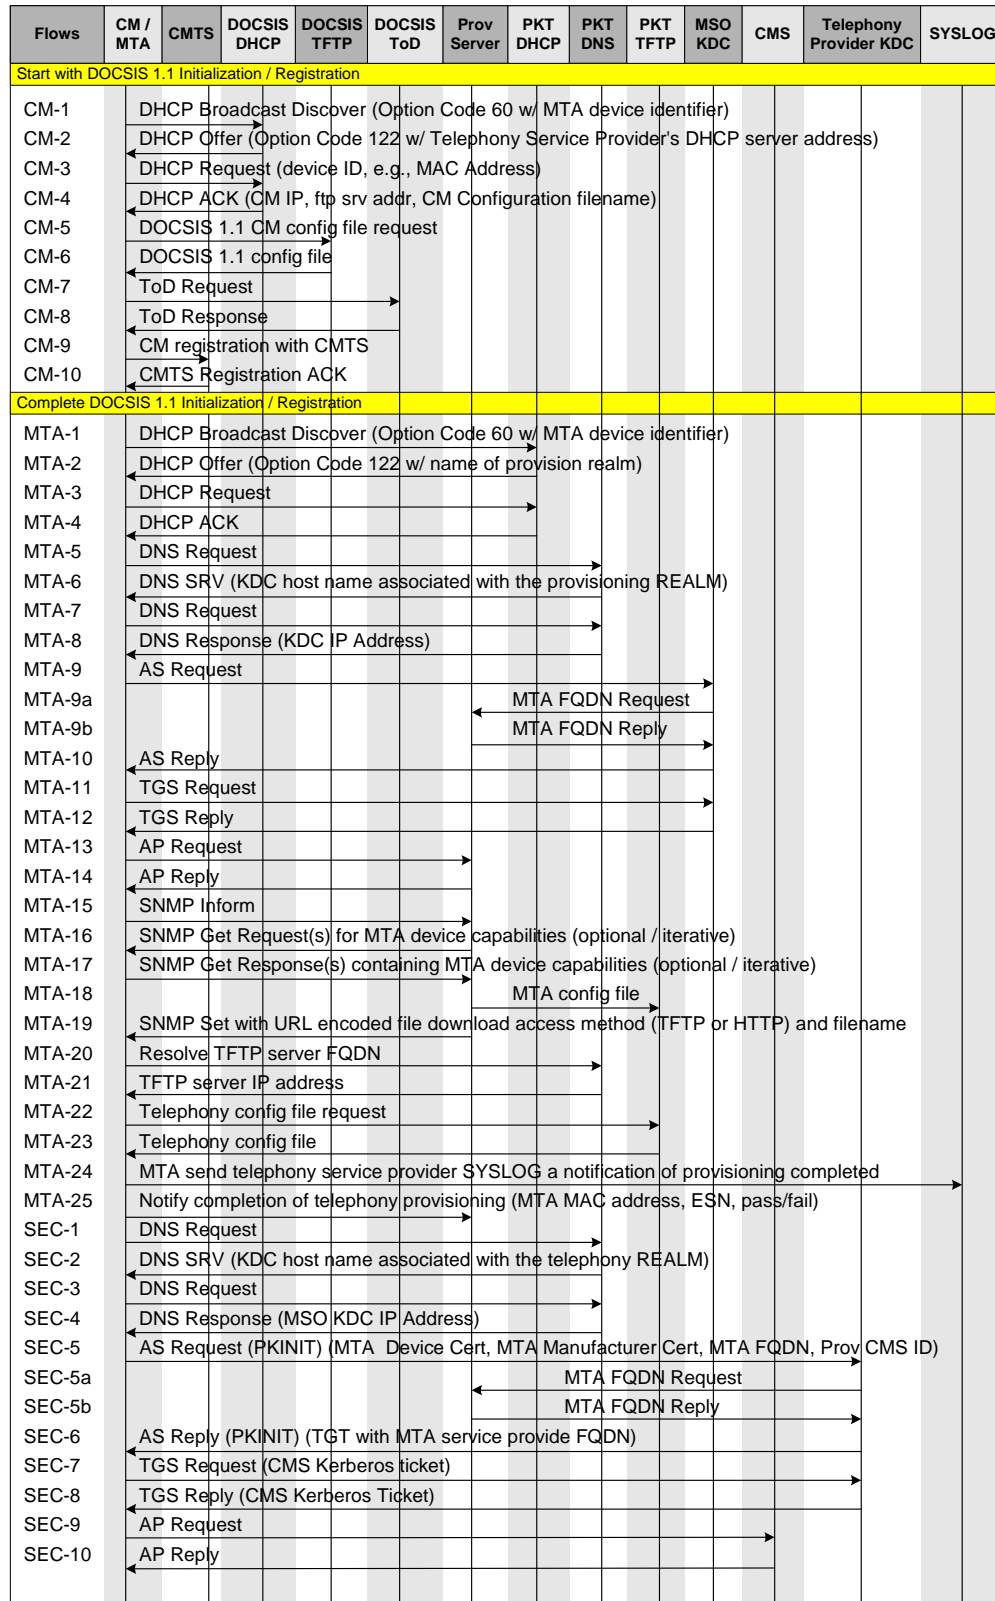 Flows CM / MTA CMTS DOCSIS DHCP DOCSIS TFTP DOCSIS ToD Prov Server PKT DHCP PKT DNS PKT TFTP MSO KDC CMS Telephony Provider KDC SYSLOG
Start with DOCSIS 1.1 Initialization / Registration
CM-1 DHCP Broadcast Discover (Option Code 60 w/ MTA device identifier)
CM-2 DHCP Offer (Option Code 122 w/ Telephony Service Provider's DHCP server address)
CM-3 DHCP Request (device ID, e.g., MAC Address)
CM-4 DHCP ACK (CM IP, ftp srv addr, CM Configuration filename)
CM-5 DOCSIS 1.1 CM config file request
CM-6 DOCSIS 1.1 config file
CM-7 ToD Request
CM-8 ToD Response
CM-9 CM registration with CMTS
CM-10 CMTS Registration ACK
Complete DOCSIS 1.1 Initialization / Registration
MTA-1 DHCP Broadcast Discover (Option Code 60 w/ MTA device identifier)
MTA-2 DHCP Offer (Option Code 122 w/ name of provision realm)
MTA-3 DHCP Request
MTA-4 DHCP ACK
MTA-5 DNS Request
MTA-6 DNS SRV (KDC host name associated with the provisioning REALM)
MTA-7 DNS Request
MTA-8 DNS Response (KDC IP Address)
MTA-9 AS Request
MTA-9a MTA FQDN Request
MTA-9b MTA FQDN Reply
MTA-10 AS Reply
MTA-11 TGS Request
MTA-12 TGS Reply
MTA-13 AP Request
MTA-14 AP Reply
MTA-15 SNMP Inform
MTA-16 SNMP Get Request(s) for MTA device capabilities (optional / iterative)
MTA-17 SNMP Get Response(s) containing MTA device capabilities (optional / iterative)
MTA-18 MTA config file
MTA-19 SNMP Set with URL encoded file download access method (TFTP or HTTP) and filename
MTA-20 Resolve TFTP server FQDN
MTA-21 TFTP server IP address
MTA-22 Telephony config file request
MTA-23 Telephony config file
MTA-24 MTA send telephony service provider SYSLOG a notification of provisioning completed
MTA-25 Notify completion of telephony provisioning (MTA MAC address, ESN, pass/fail)
SEC-1 DNS Request
SEC-2 DNS SRV (KDC host name associated with the telephony REALM)
SEC-3 DNS Request
SEC-4 DNS Response (MSO KDC IP Address)
SEC-5 AS Request (PKINIT) (MTA Device Cert, MTA Manufacturer Cert, MTA FQDN, Prov CMS ID)
SEC-5a MTA FQDN Request
SEC-5b MTA FQDN Reply
SEC-6 AS Reply (PKINIT) (TGT with MTA service provide FQDN)
SEC-7 TGS Request (CMS Kerberos ticket)
SEC-8 TGS Reply (CMS Kerberos Ticket)
SEC-9 AP Request
SEC-10 AP Reply